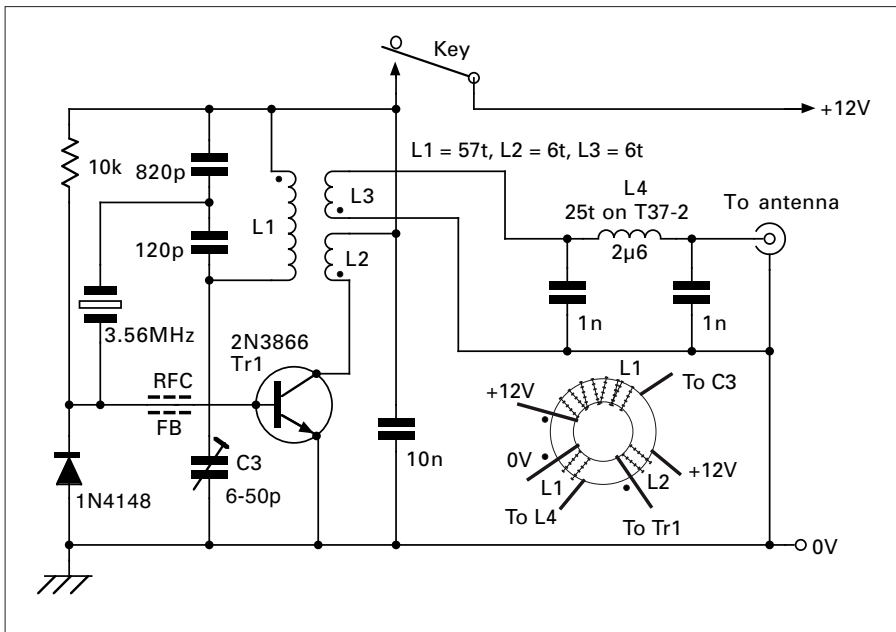 Key
+12V
10k
820p
L1 = 57t, L2 = 6t, L3 = 6t
L4
25t on T37-2
2µ6
To antenna
L3
L1
120p
L2
1n
1n
3.56MHz
2N3866
Tr1
L1
To C3
RFC
+12V
FB
10n
C3
6-50p
0V
+12V
1N4148
L1
L2
To L4
To Tr1
0V